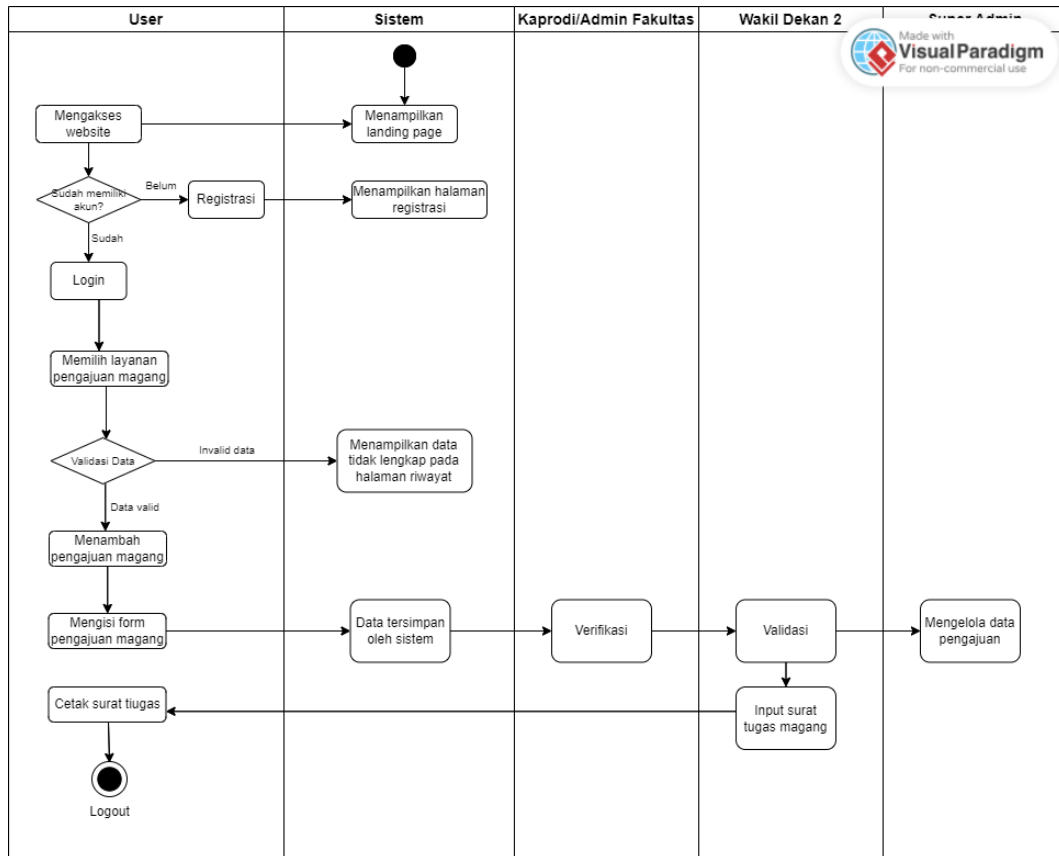 User
Sistem
Kaprodi/Admin Fakultas
Wakil Dekan 2
Super Admin
Made with
Visual Paradigm
For non-commercial use
Mengakses
website
Menampilkan
landing page
Sudah memiliki
akun?
Belum
Registrasi
Menampilkan halaman
registrasi
Sudah
Login
Memilih layanan
pengajuan magang
Validasi Data
Invalid data
Menampilkan data
tidak lengkap pada
halaman riwayat
Data valid
Menambah
pengajuan magang
Mengisi form
pengajuan magang
Data tersimpan
oleh sistem
Verifikasi
Validasi
Mengelola data
pengajuan
Cetak surat tiugas
Input surat
tugas magang
Logout